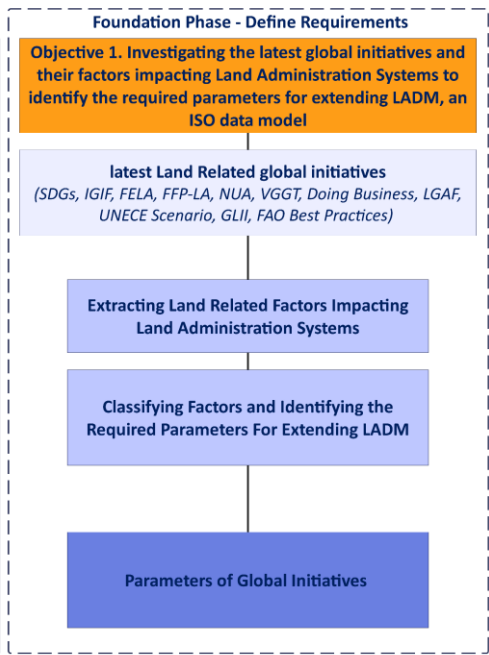 Foundation Phase - Define Requirements
Objective 1. Investigating the latest global initiatives and
their factors impacting Land Administration Systems to
identify the required parameters for extending LADM, an
ISO data model
latest Land Related global initiatives
(SDGs, IGIF, FELA, FFP-LA, NUA, VGGT, Doing Business, LGAF,
UNECE Scenario, GLII, FAO Best Practices)
Extracting Land Related Factors Impacting
Land Administration Systems
Classifying Factors and Identifying the
Required Parameters For Extending LADM
Parameters of Global Initiatives